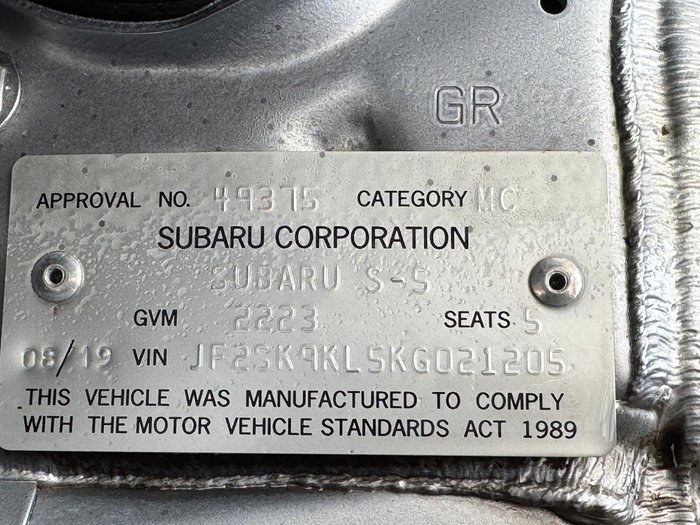 GR
APPROVAL NO. 49375 CATEGORY MC
SUBARU CORPORATION
SUBARU S-5
GVM 2223 SEATS 5
08/19 VIN JF2SK9KL5KG021205
THIS VEHICLE WAS MANUFACTURED TO COMPLY
WITH THE MOTOR VEHICLE STANDARDS ACT 1989